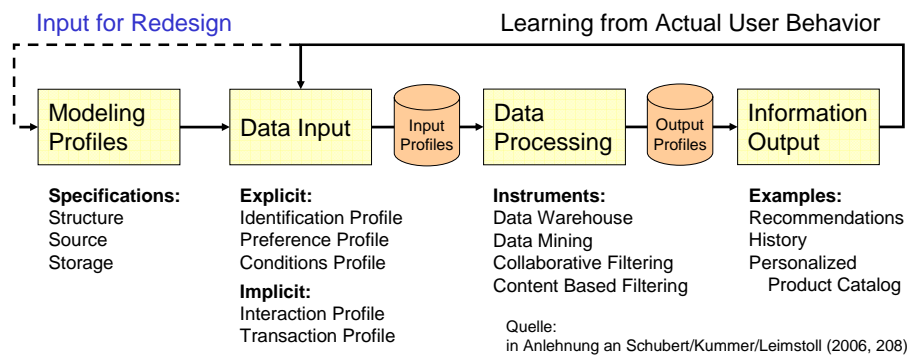 Input for Redesign
Learning from Actual User Behavior
Modeling
Profiles
Data Input
Input
Profiles
Data
Processing
Output
Profiles
Information
Output
Specifications:
Structure
Source
Storage
Explicit:
Identification Profile
Preference Profile
Conditions Profile
Implicit:
Interaction Profile
Transaction Profile
Instruments:
Data Warehouse
Data Mining
Collaborative Filtering
Content Based Filtering
Examples:
Recommendations
History
Personalized
Product Catalog
Quelle:
in Anlehnung an Schubert/Kummer/Leimstoll (2006, 208)